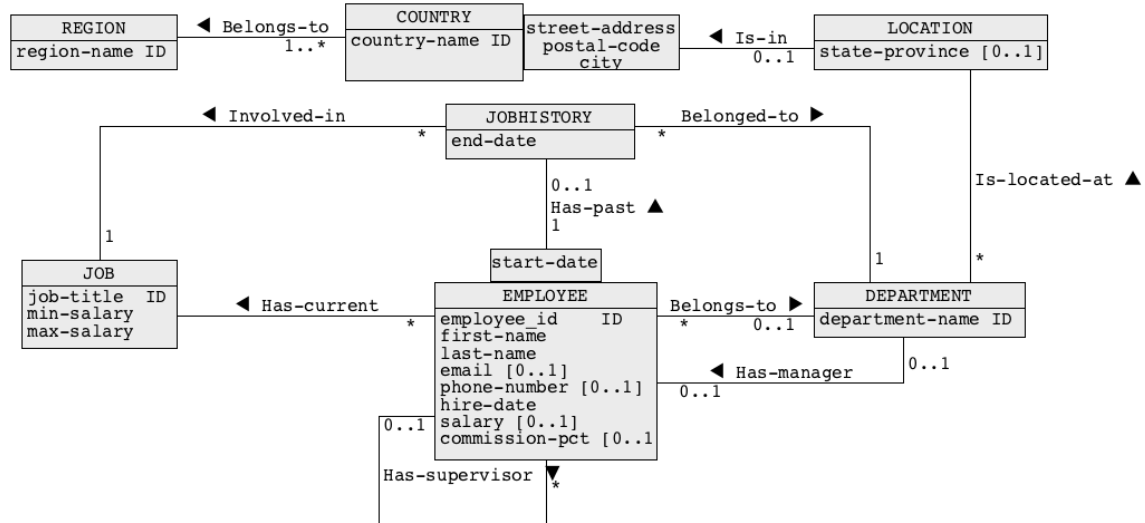 REGION
region-name ID
◄ Belongs-to
1..*
COUNTRY
country-name ID
street-address
postal-code
city
◄ Is-in
0..1
LOCATION
state-province [0..1]
◄ Involved-in
*
JOBHISTORY
end-date
Belonged-to ►
*
0..1
Has-past ▲
1
Is-located-at ▲
1
1
*
start-date
JOB
job-title ID
min-salary
max-salary
◄ Has-current
*
EMPLOYEE
employee_id ID
first-name
last-name
email [0..1]
phone-number [0..1]
hire-date
salary [0..1]
commission-pct [0..1
Belongs-to ►
*
0..1
DEPARTMENT
department-name ID
◄ Has-manager
0..1
0..1
0..1
Has-supervisor ▼
*